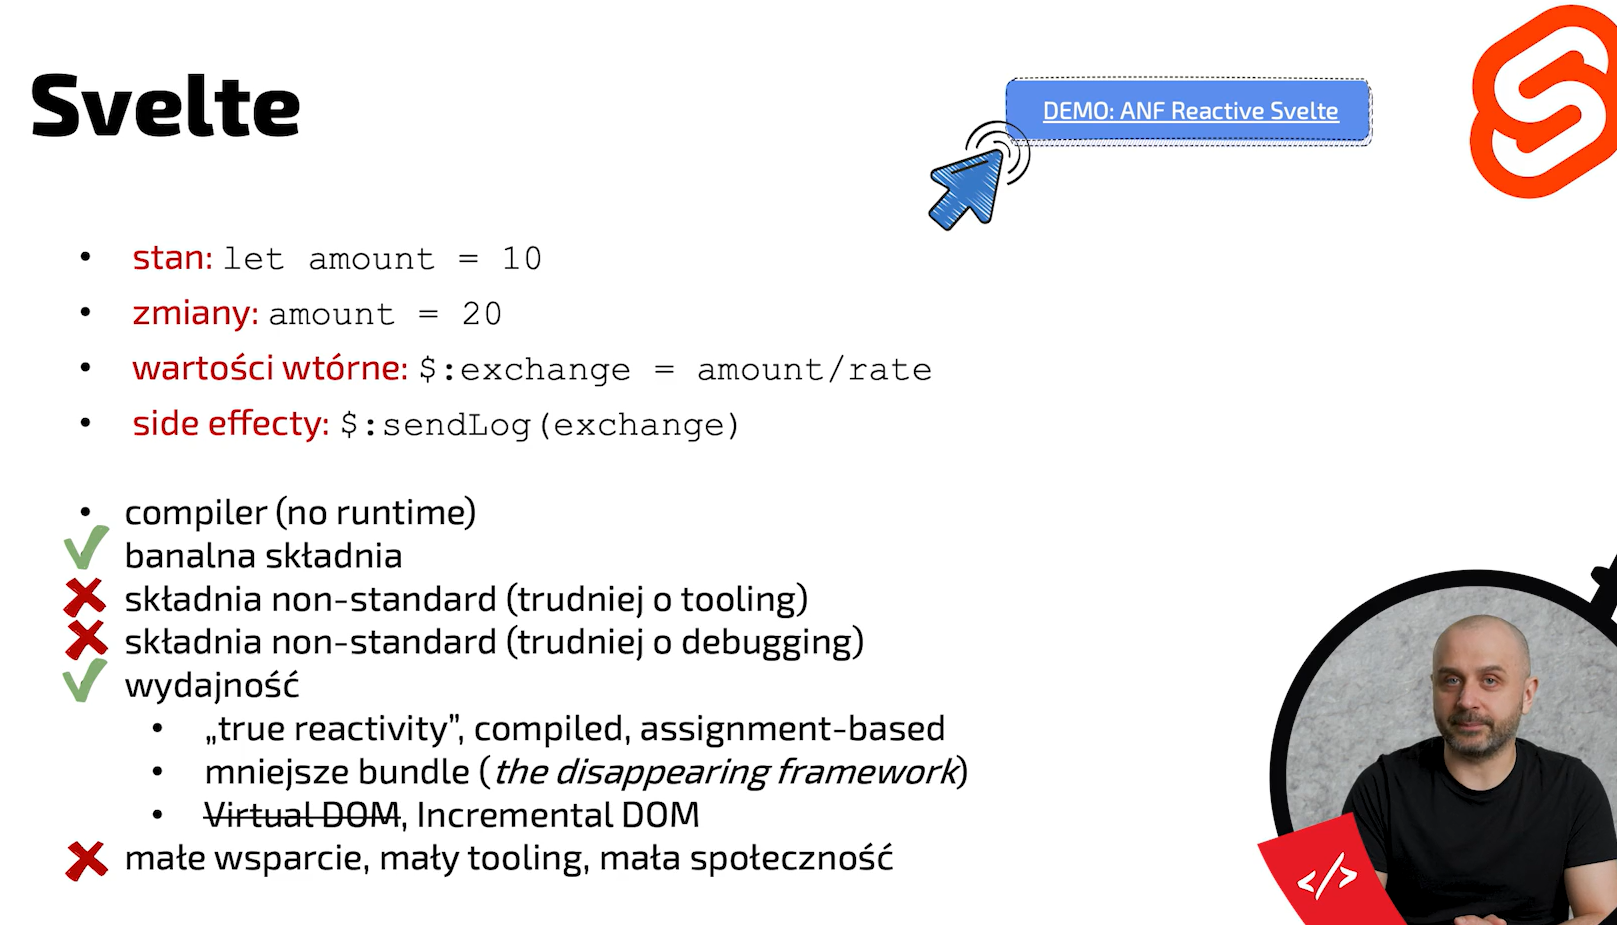 Svelte
DEMO: ANF Reactive Svelte
stan: let amount = 10
zmiany: amount = 20
wartości wtórne: $:exchange = amount/rate
side effecty: $:sendLog(exchange)
compiler (no runtime)
banalna składnia
składnia non-standard (trudniej o tooling)
składnia non-standard (trudniej o debugging)
wydajność
„true reactivity”, compiled, assignment-based
mniejsze bundle (the disappearing framework)
Virtual DOM, Incremental DOM
małe wsparcie, mały tooling, mała społeczność
</>